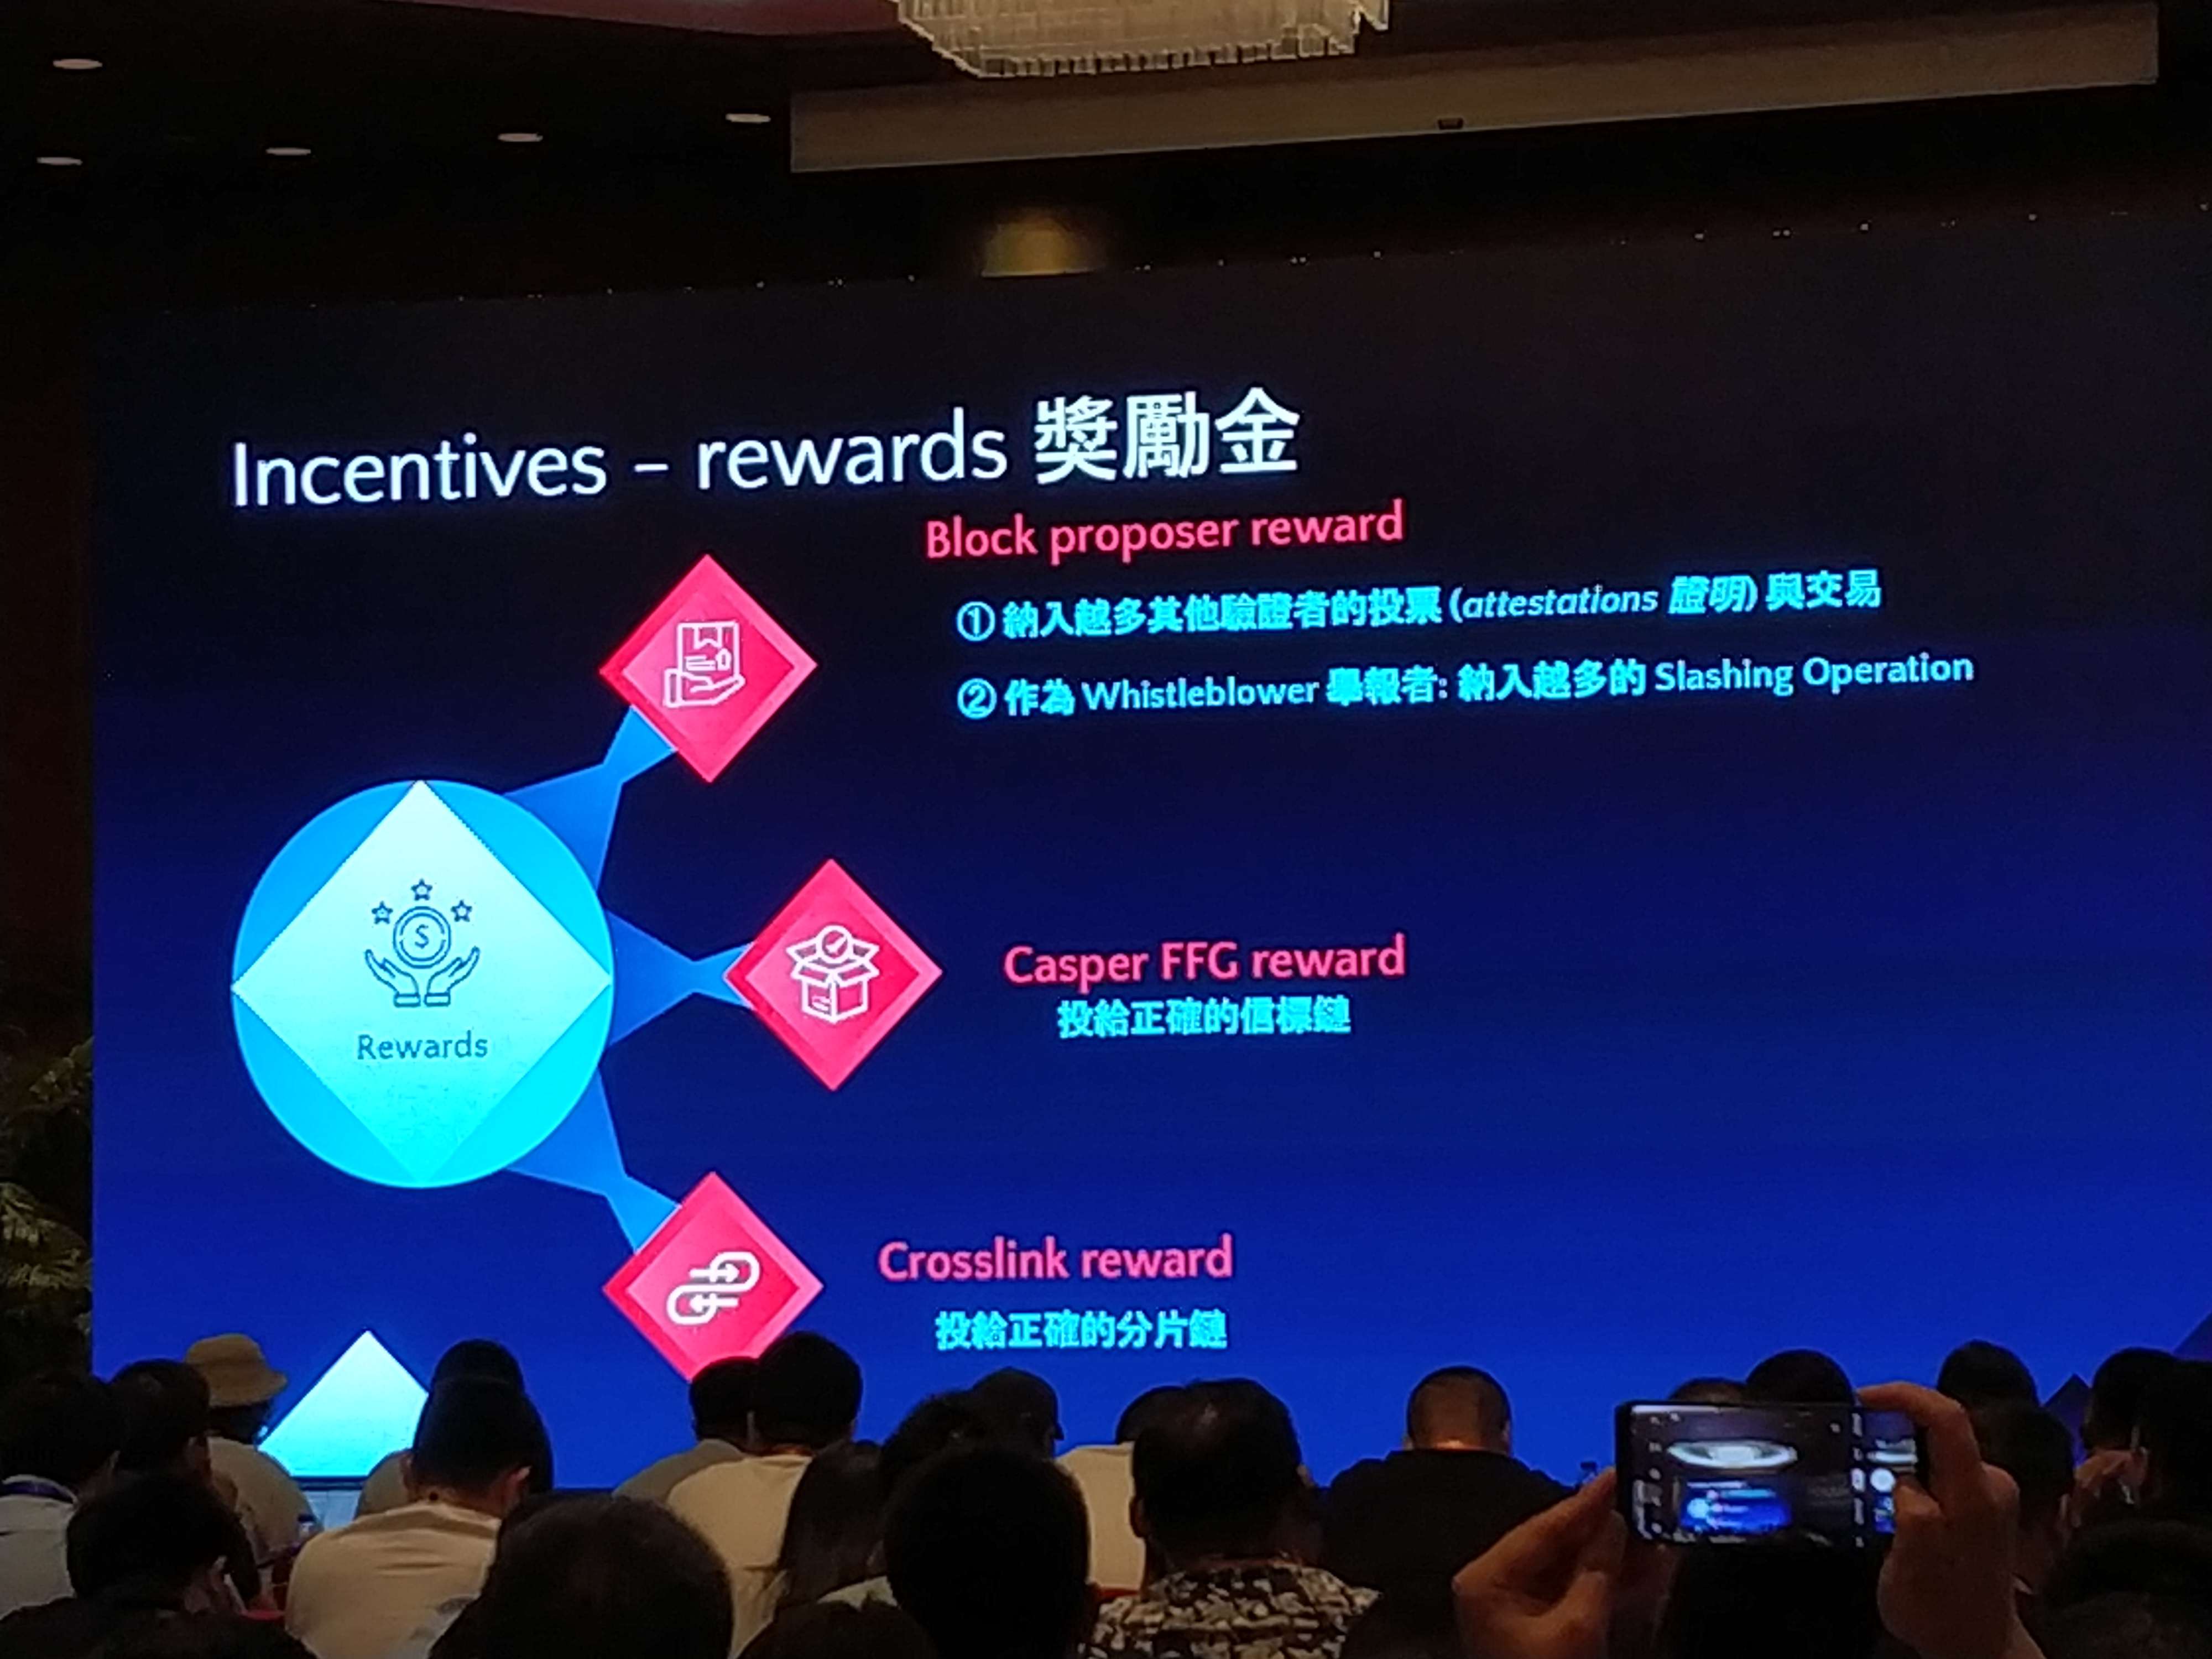 Incentives – rewards 獎勵金
Block proposer reward
① 納入越多其他驗證者的投票 (attestations 證明) 與交易
② 作為 Whistleblower 舉報者: 納入越多的 Slashing Operation
Rewards
Casper FFG reward
投給正確的信標鏈
Crosslink reward
投給正確的分片鏈